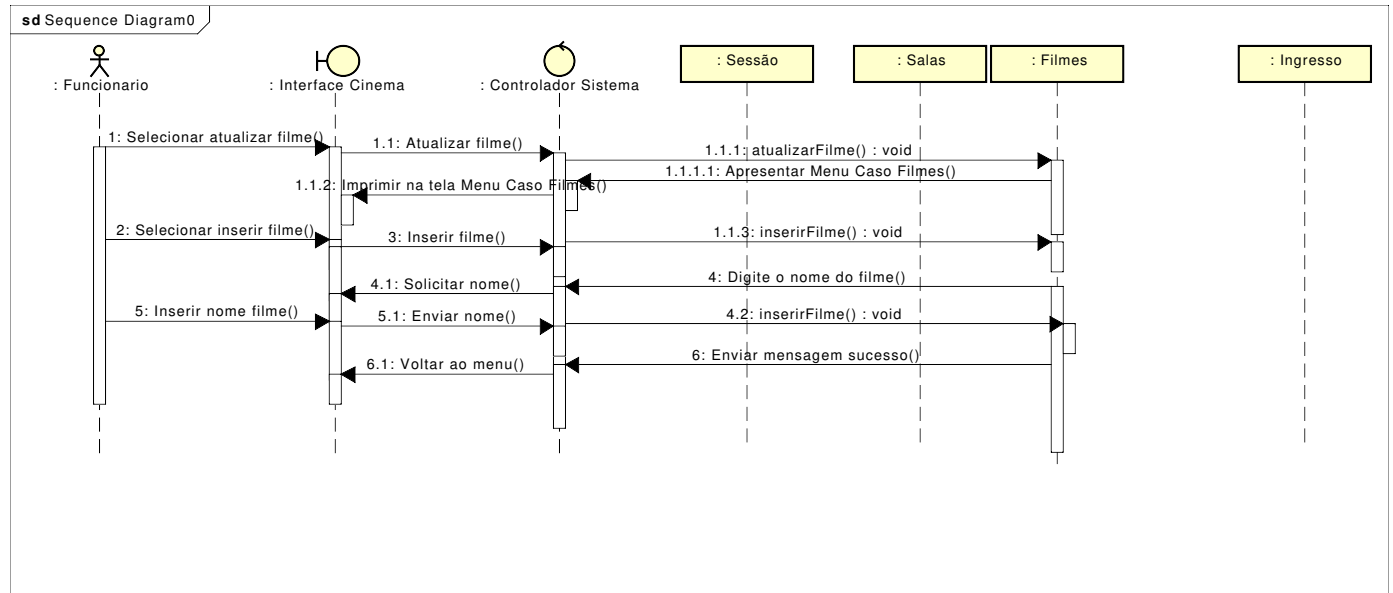 sd Sequence Diagram0
: Funcionario
: Interface Cinema
: Controlador Sistema
: Sessão
: Salas
: Filmes
: Ingresso
1: Selecionar atualizar filme()
1.1: Atualizar filme()
1.1.1: atualizarFilme() : void
1.1.1.1: Apresentar Menu Caso Filmes()
1.1.2: Imprimir na tela Menu Caso Filmes()
2: Selecionar inserir filme()
3: Inserir filme()
1.1.3: inserirFilme() : void
4: Digite o nome do filme()
4.1: Solicitar nome()
5: Inserir nome filme()
5.1: Enviar nome()
4.2: inserirFilme() : void
6: Enviar mensagem sucesso()
6.1: Voltar ao menu()